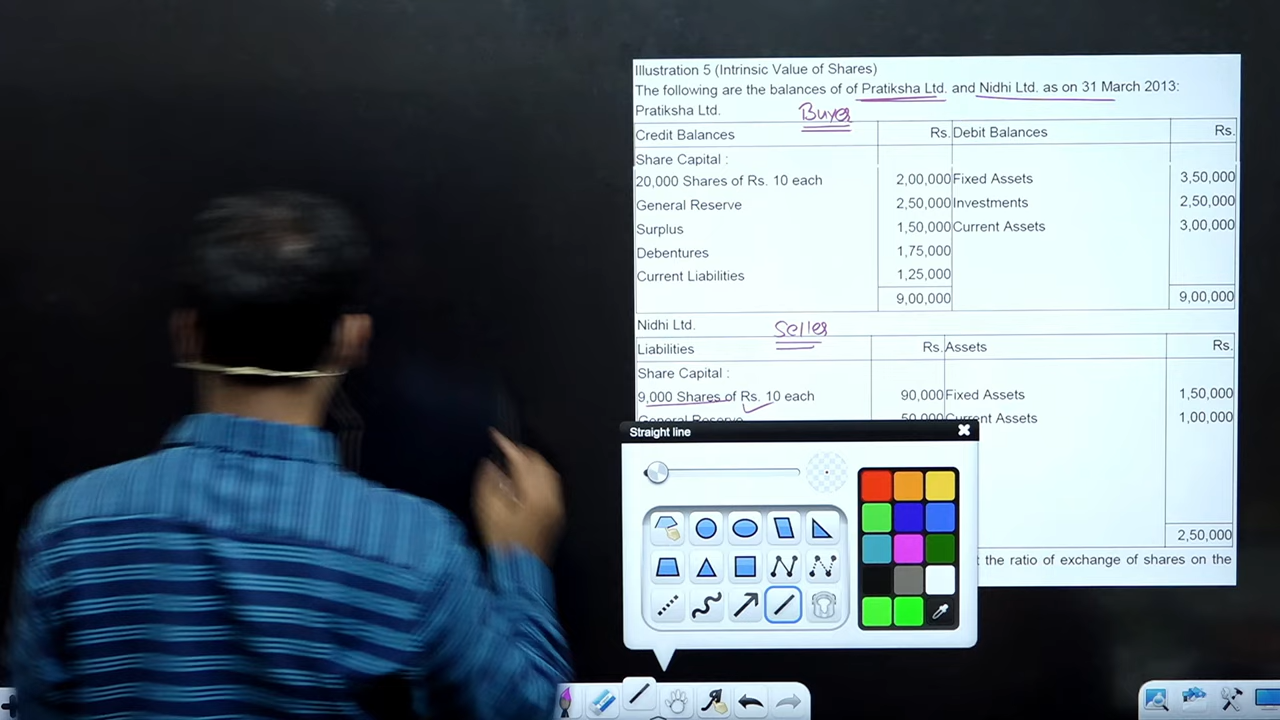 Illustration 5 (Intrinsic Value of Shares)
The following are the balances of of Pratiksha Ltd. and Nidhi Ltd. as on 31 March 2013:
Pratiksha Ltd. Buyer
Credit Balances Rs. Debit Balances Rs.
Share Capital :
20,000 Shares of Rs. 10 each 2,00,000 Fixed Assets 3,50,000
General Reserve 2,50,000 Investments 2,50,000
Surplus 1,50,000 Current Assets 3,00,000
Debentures 1,75,000
Current Liabilities 1,25,000
9,00,000 9,00,000
Nidhi Ltd. Seller
Liabilities Rs. Assets Rs.
Share Capital :
9,000 Shares of Rs. 10 each 90,000 Fixed Assets 1,50,000
General Reserve 50,000 Current Assets 1,00,000
Straight line
2,50,000
the ratio of exchange of shares on the